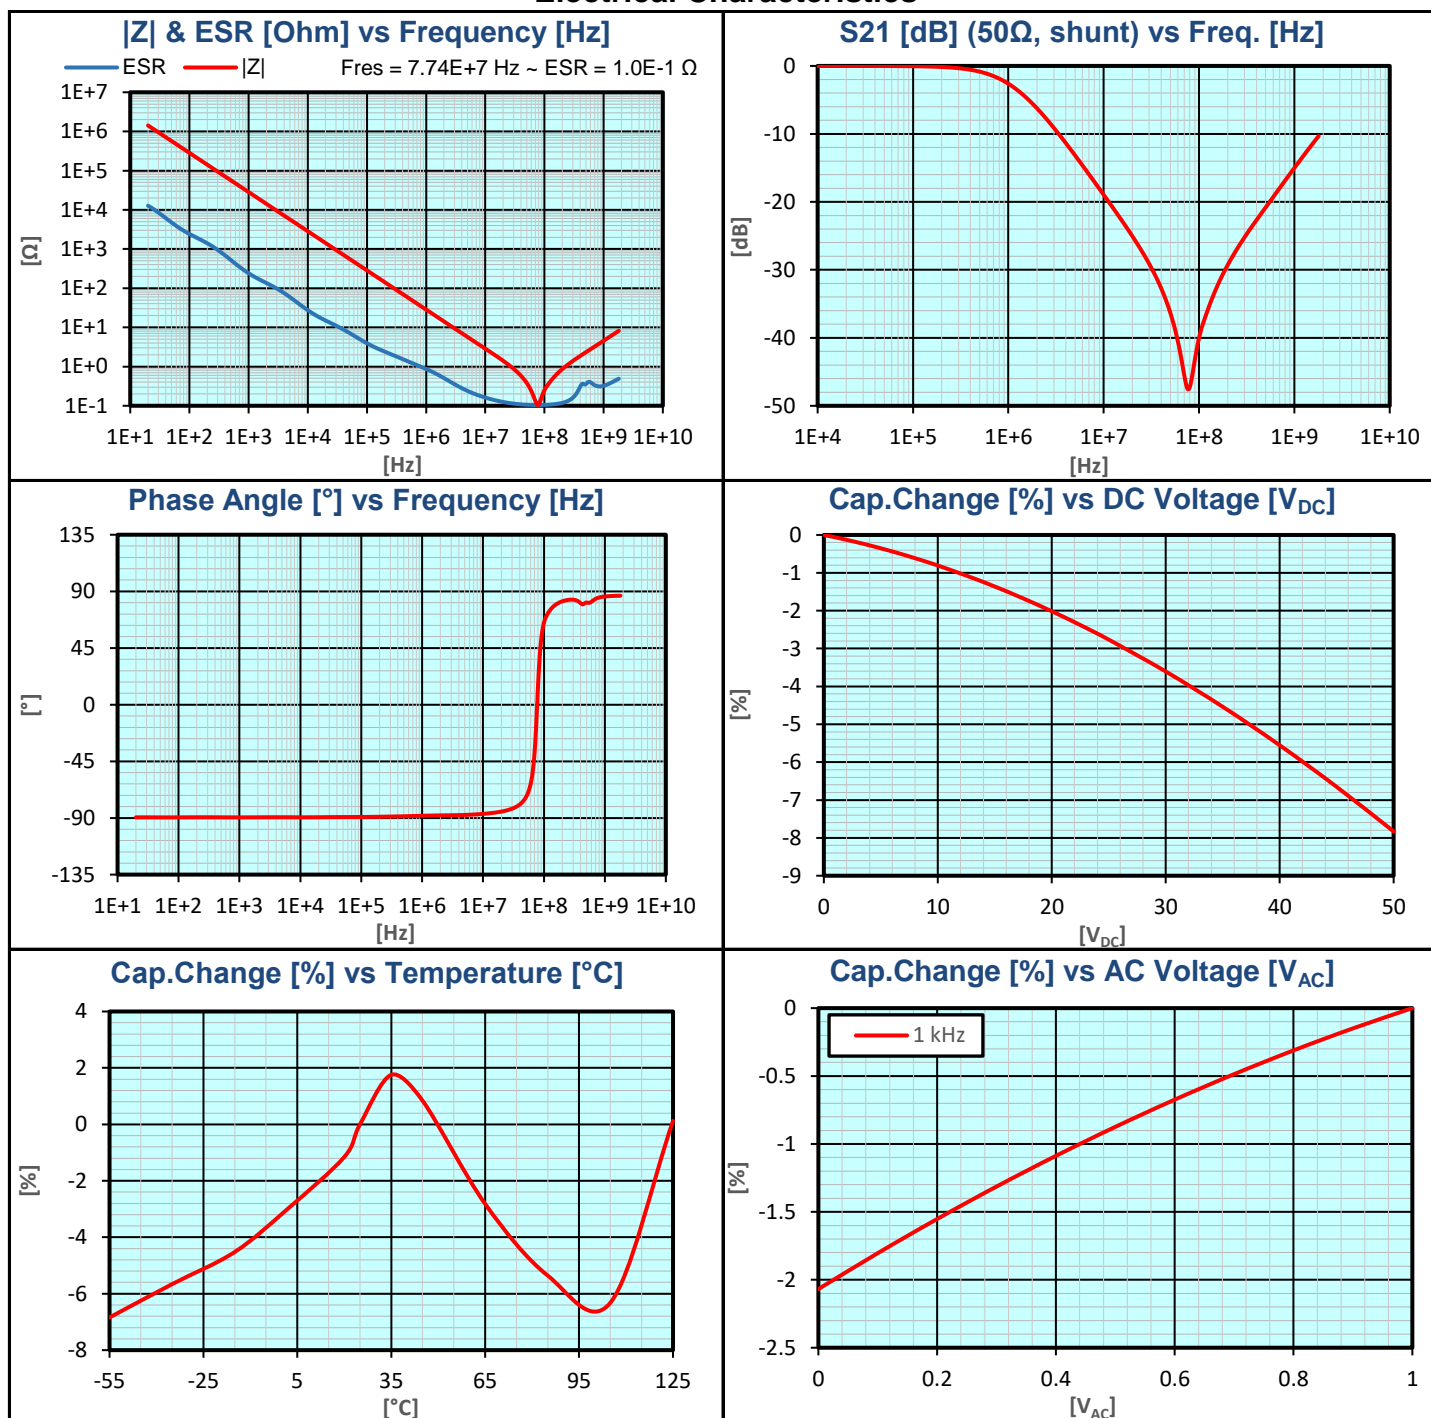 |Z| & ESR [Ohm] vs Frequency [Hz]
ESR |Z| Fres = 7.74E+7 Hz ~ ESR = 1.0E-1 Ω
1E+7
1E+6
1E+5
1E+4
1E+3
1E+2
1E+1
1E+0
1E-1
[Ω]
1E+1 1E+2 1E+3 1E+4 1E+5 1E+6 1E+7 1E+8 1E+9 1E+10
[Hz]
S21 [dB] (50Ω, shunt) vs Freq. [Hz]
0
-10
-20
-30
-40
-50
[dB]
1E+4 1E+5 1E+6 1E+7 1E+8 1E+9 1E+10
[Hz]
Phase Angle [°] vs Frequency [Hz]
135
90
45
0
-45
-90
-135
[°]
1E+1 1E+2 1E+3 1E+4 1E+5 1E+6 1E+7 1E+8 1E+9 1E+10
[Hz]
Cap.Change [%] vs DC Voltage [VDC]
0
-1
-2
-3
-4
-5
-6
-7
-8
-9
[%]
0 10 20 30 40 50
[VDC]
Cap.Change [%] vs Temperature [°C]
4
2
0
-2
-4
-6
-8
[%]
-55 -25 5 35 65 95 125
[°C]
Cap.Change [%] vs AC Voltage [VAC]
1 kHz
0
-0.5
-1
-1.5
-2
-2.5
[%]
0 0.2 0.4 0.6 0.8 1
[VAC]